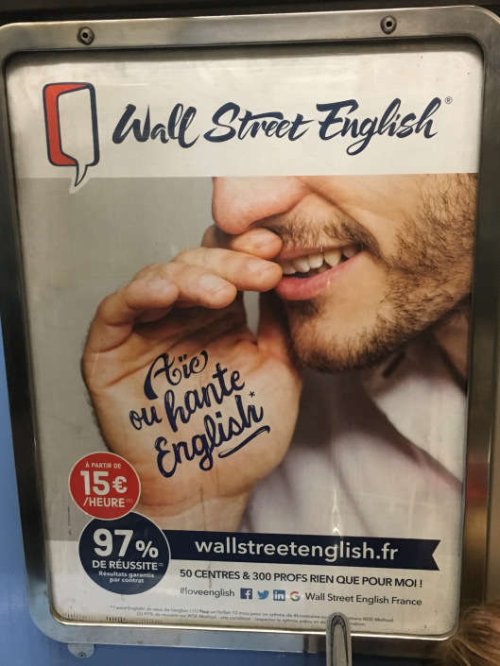 Wall Street English®
Aïe
ou hante
English*
À PARTIR DE
15€
/HEURE
97%
DE RÉUSSITE
Résultats garantis
par contrat
wallstreetenglish.fr
50 CENTRES & 300 PROFS RIEN QUE POUR MOI !
#loveenglish f in G Wall Street English France